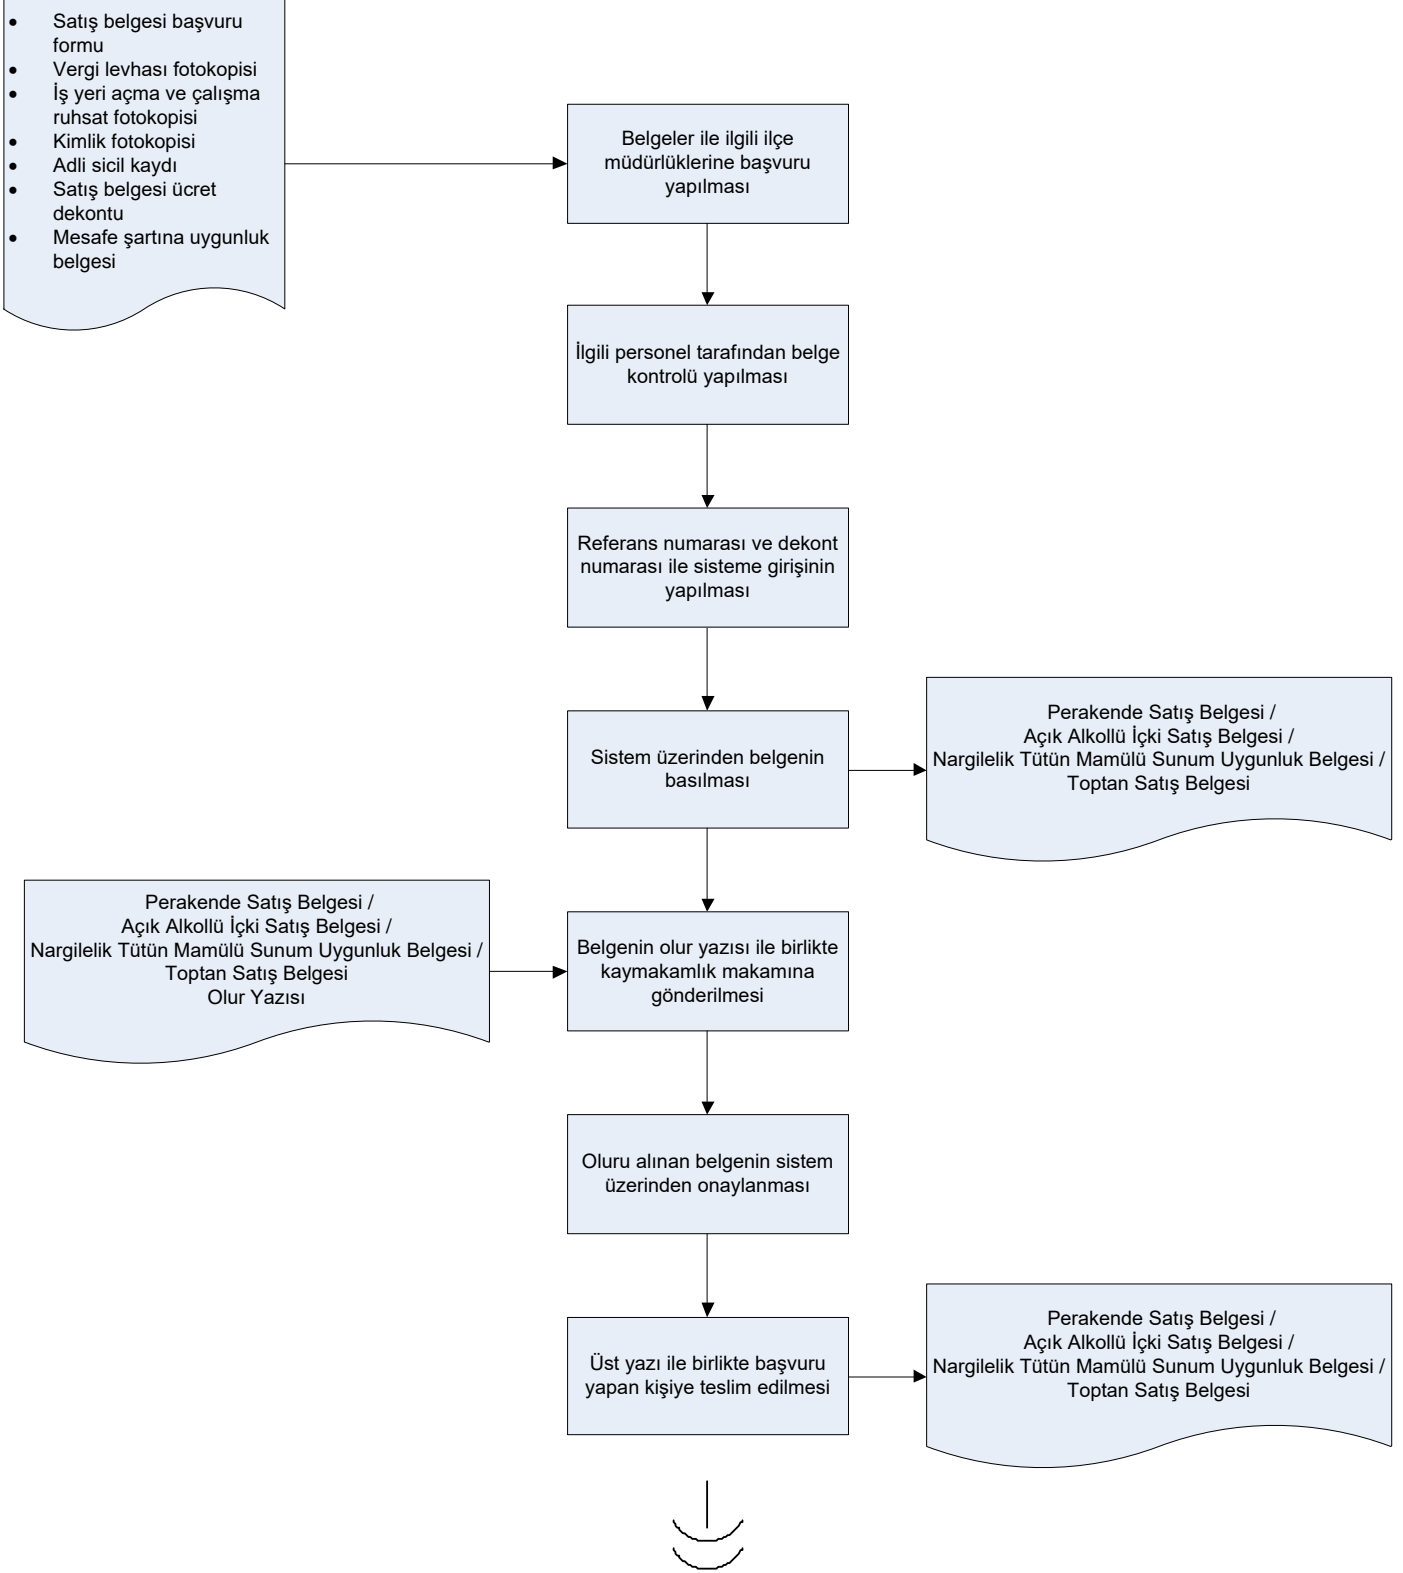 • Satış belgesi başvuru
formu
• Vergi levhası fotokopisi
• İş yeri açma ve çalışma
ruhsat fotokopisi
• Kimlik fotokopisi
• Adli sicil kaydı
• Satış belgesi ücret
dekontu
• Mesafe şartına uygunluk
belgesi
Belgeler ile ilgili ilçe
müdürlüklerine başvuru
yapılması
İlgili personel tarafından belge
kontrolü yapılması
Referans numarası ve dekont
numarası ile sisteme girişinin
yapılması
Sistem üzerinden belgenin
basılması
Perakende Satış Belgesi /
Açık Alkollü İçki Satış Belgesi /
Nargilelik Tütün Mamülü Sunum Uygunluk Belgesi /
Toptan Satış Belgesi
Perakende Satış Belgesi /
Açık Alkollü İçki Satış Belgesi /
Nargilelik Tütün Mamülü Sunum Uygunluk Belgesi /
Toptan Satış Belgesi
Olur Yazısı
Belgenin olur yazısı ile birlikte
kaymakamlık makamına
gönderilmesi
Oluru alınan belgenin sistem
üzerinden onaylanması
Üst yazı ile birlikte başvuru
yapan kişiye teslim edilmesi
Perakende Satış Belgesi /
Açık Alkollü İçki Satış Belgesi /
Nargilelik Tütün Mamülü Sunum Uygunluk Belgesi /
Toptan Satış Belgesi